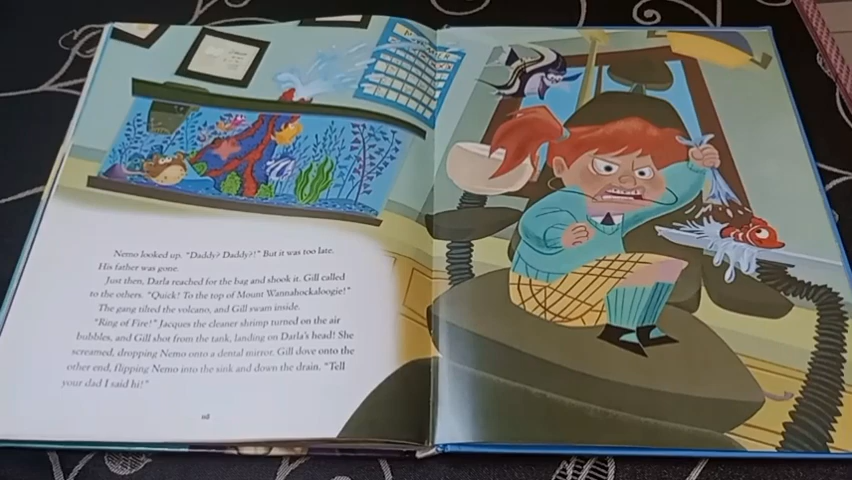 Nemo looked up. "Daddy? Daddy?!" But it was too late.
His father was gone.
Just then, Darla reached for the bag and shook it. Gill called
to the others. "Quick! To the top of Mount Wannahockaloogie!"
The gang tilted the volcano, and Gill swam inside.
"Ring of Fire!" Jacques the cleaner shrimp turned on the air
bubbles, and Gill shot from the tank, landing on Darla's head! She
screamed, dropping Nemo onto a dental mirror. Gill dove onto the
other end, flipping Nemo into the sink and down the drain. "Tell
your dad I said hi!"